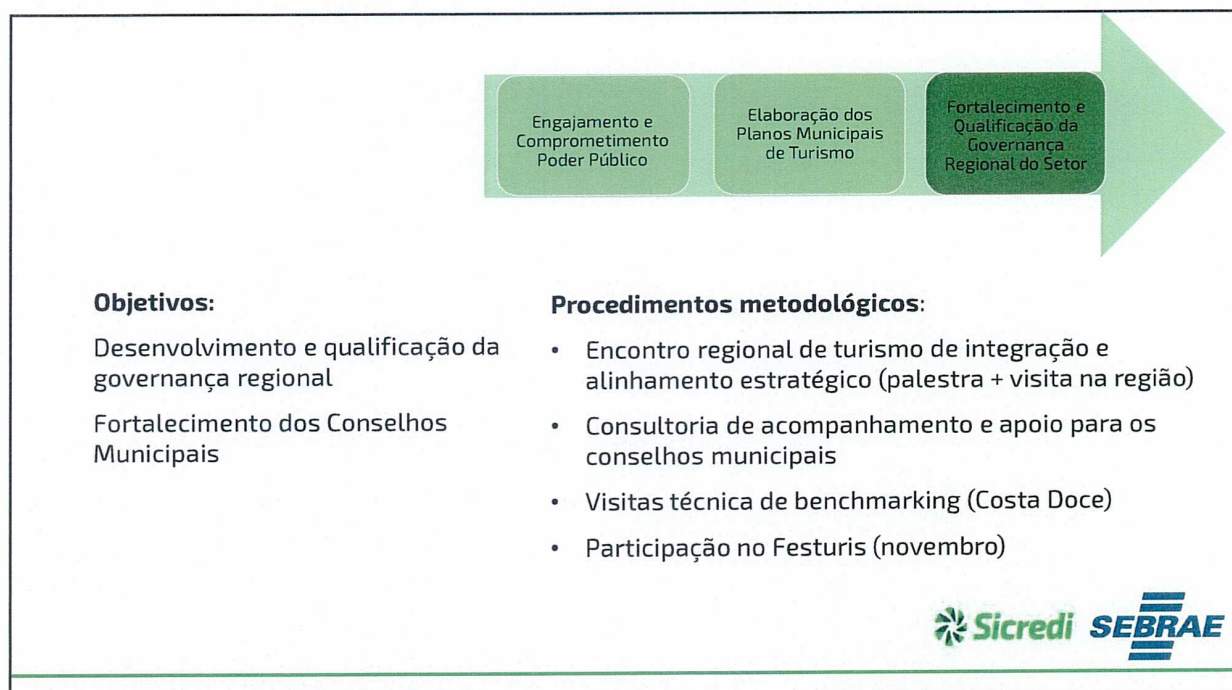 Engajamento e
Comprometimento
Poder Público
Elaboração dos
Planos Municipais
de Turismo
Fortalecimento e
Qualificação da
Governança
Regional do Setor
Objetivos:
Desenvolvimento e qualificação da
governança regional
Fortalecimento dos Conselhos
Municipais
Procedimentos metodológicos:
• Encontro regional de turismo de integração e
alinhamento estratégico (palestra + visita na região)
• Consultoria de acompanhamento e apoio para os
conselhos municipais
• Visitas técnica de benchmarking (Costa Doce)
• Participação no Festuris (novembro)
Sicredi SEBRAE